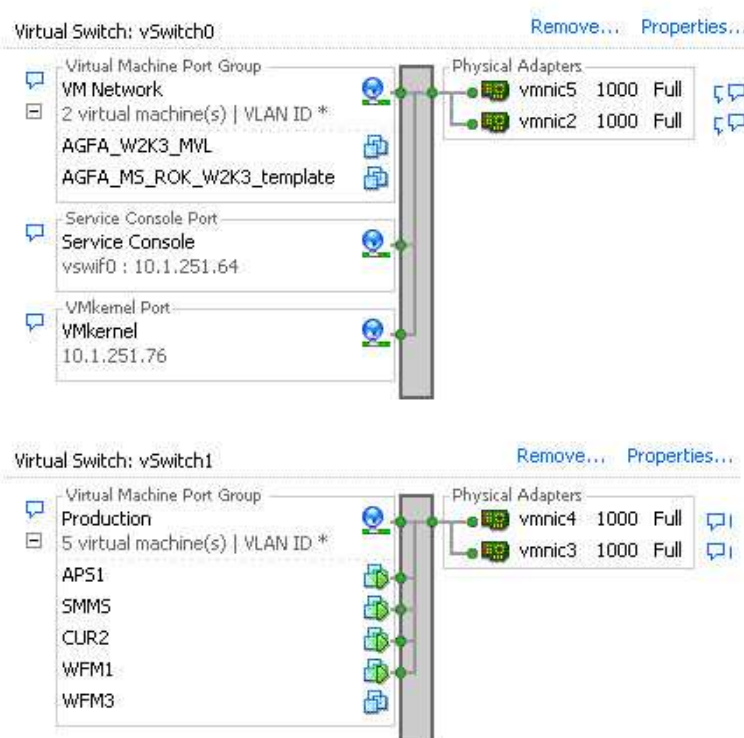 Virtual Switch: vSwitch0 Remove... Properties...
Virtual Machine Port Group Physical Adapters
VM Network vmnic5 1000 Full
2 virtual machine(s) | VLAN ID * vmnic2 1000 Full
AGFA_W2K3_MVL
AGFA_MS_ROK_W2K3_template
Service Console Port
Service Console
vswif0 : 10.1.251.64
VMkernel Port
VMkernel
10.1.251.76
Virtual Switch: vSwitch1 Remove... Properties...
Virtual Machine Port Group Physical Adapters
Production vmnic4 1000 Full
5 virtual machine(s) | VLAN ID * vmnic3 1000 Full
APS1
SMMS
CUR2
WFM1
WFM3